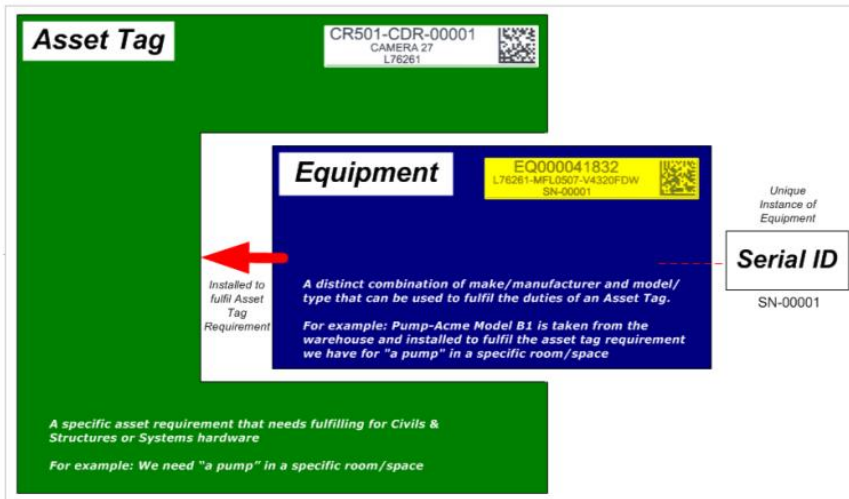 Asset Tag
CR501-CDR-00001
CAMERA 27
L76261
Equipment
EQ000041832
L76261-MFL0507-V4320FDW
SN-00001
Unique
Instance of
Equipment
Serial ID
SN-00001
Installed to
fulfil Asset
Tag
Requirement
A distinct combination of make/manufacturer and model/
type that can be used to fulfil the duties of an Asset Tag.
For example: Pump-Acme Model B1 is taken from the
warehouse and installed to fulfil the asset tag requirement
we have for "a pump" in a specific room/space
A specific asset requirement that needs fulfilling for Civils &
Structures or Systems hardware
For example: We need "a pump" in a specific room/space